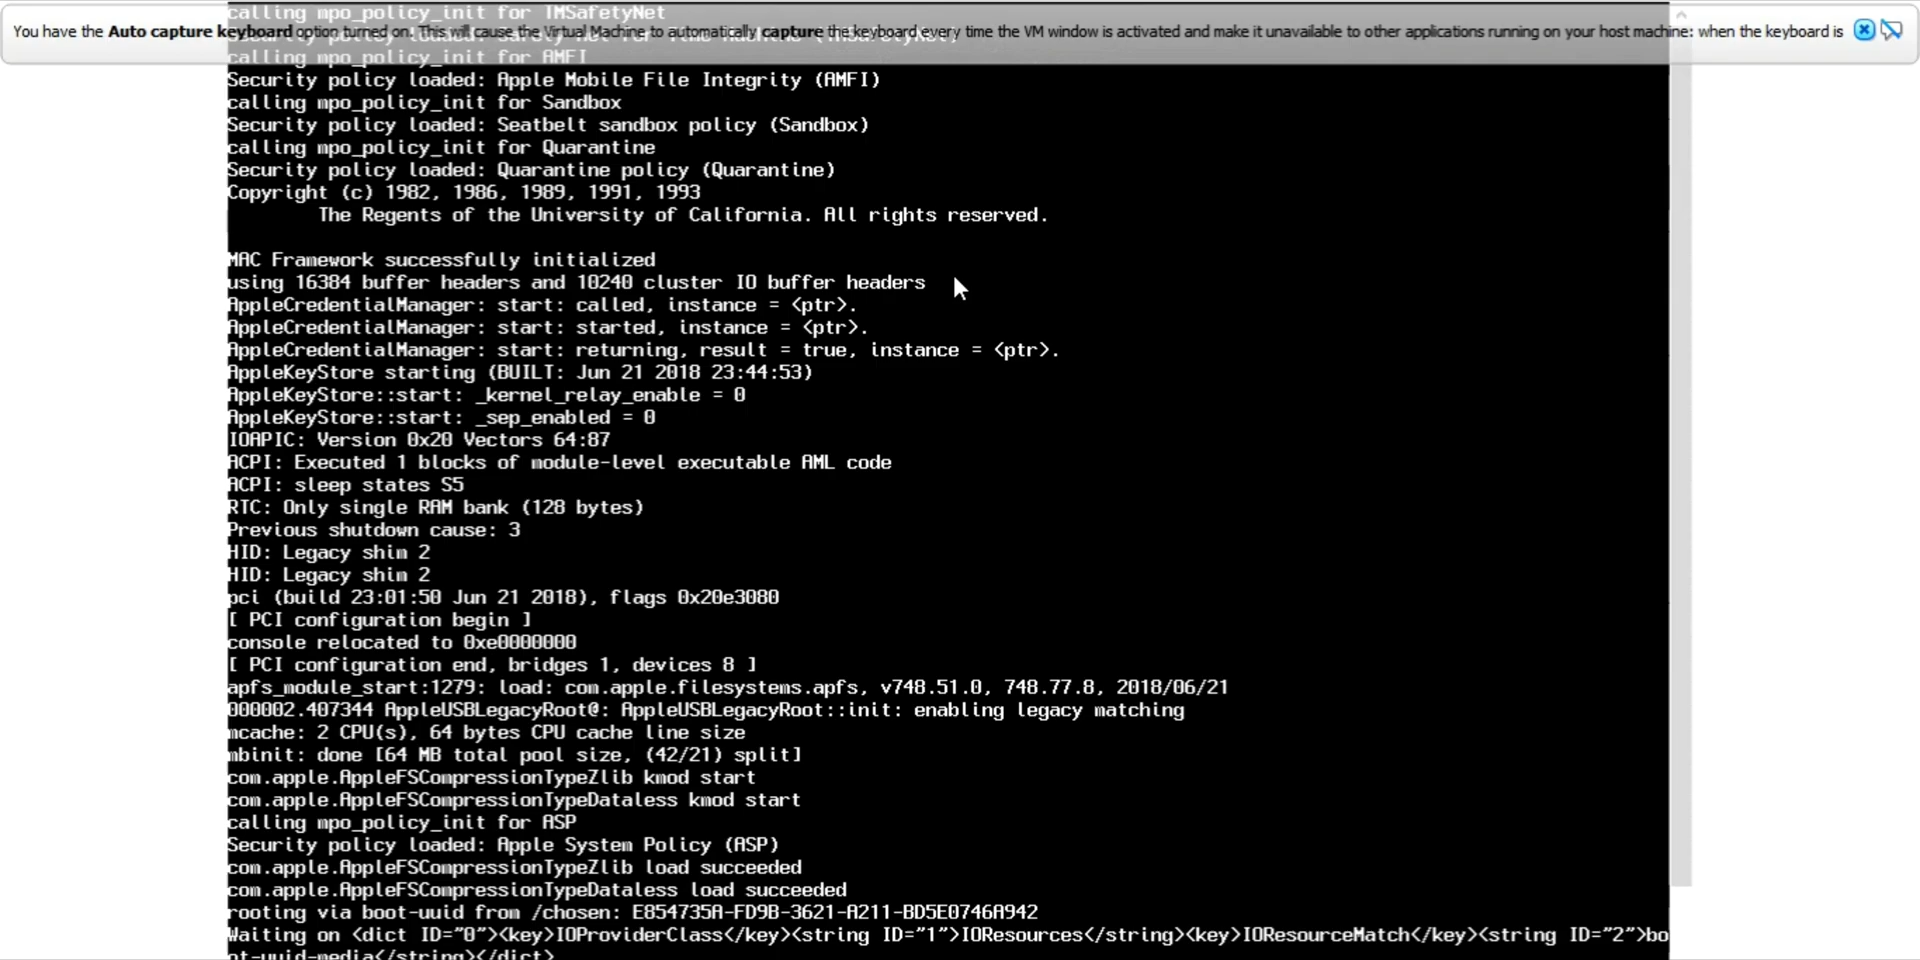 calling mpo_policy_init for TMSafetyNet
You have the Auto capture keyboard option turned on. This will cause the Virtual Machine to automatically capture the keyboard every time the VM window is activated and make it unavailable to other applications running on your host machine: when the keyboard is
calling mpo_policy_init for AMFI
Security policy loaded: Apple Mobile File Integrity (AMFI)
calling mpo_policy_init for Sandbox
Security policy loaded: Seatbelt sandbox policy (Sandbox)
calling mpo_policy_init for Quarantine
Security policy loaded: Quarantine policy (Quarantine)
Copyright (c) 1982, 1986, 1989, 1991, 1993
The Regents of the University of California. All rights reserved.
MAC Framework successfully initialized
using 16384 buffer headers and 10240 cluster IO buffer headers
AppleCredentialManager: start: called, instance = <ptr>.
AppleCredentialManager: start: started, instance = <ptr>.
AppleCredentialManager: start: returning, result = true, instance = <ptr>.
AppleKeyStore starting (BUILT: Jun 21 2018 23:44:53)
AppleKeyStore::start: _kernel_relay_enable = 0
AppleKeyStore::start: _sep_enabled = 0
IOAPIC: Version 0x20 Vectors 64:87
ACPI: Executed 1 blocks of module-level executable AML code
ACPI: sleep states S5
RTC: Only single RAM bank (128 bytes)
Previous shutdown cause: 3
HID: Legacy shim 2
HID: Legacy shim 2
pci (build 23:01:50 Jun 21 2018), flags 0x20e3080
[ PCI configuration begin ]
console relocated to 0xe0000000
[ PCI configuration end, bridges 1, devices 8 ]
apfs_module_start:1279: load: com.apple.filesystems.apfs, v748.51.0, 748.77.8, 2018/06/21
000002.407344 AppleUSBLegacyRoot@: AppleUSBLegacyRoot::init: enabling legacy matching
mcache: 2 CPU(s), 64 bytes CPU cache line size
mbinit: done [64 MB total pool size, (42/21) split]
com.apple.AppleFSCompressionTypeZlib kmod start
com.apple.AppleFSCompressionTypeDataless kmod start
calling mpo_policy_init for ASP
Security policy loaded: Apple System Policy (ASP)
com.apple.AppleFSCompressionTypeZlib load succeeded
com.apple.AppleFSCompressionTypeDataless load succeeded
rooting via boot-uuid from /chosen: E854735A-FD9B-3621-A211-BD5E0746A942
Waiting on <dict ID="0"><key>IOProviderClass</key><string ID="1">IOResources</string><key>IOResourceMatch</key><string ID="2">bo
ot-uuid-media</string></dict>